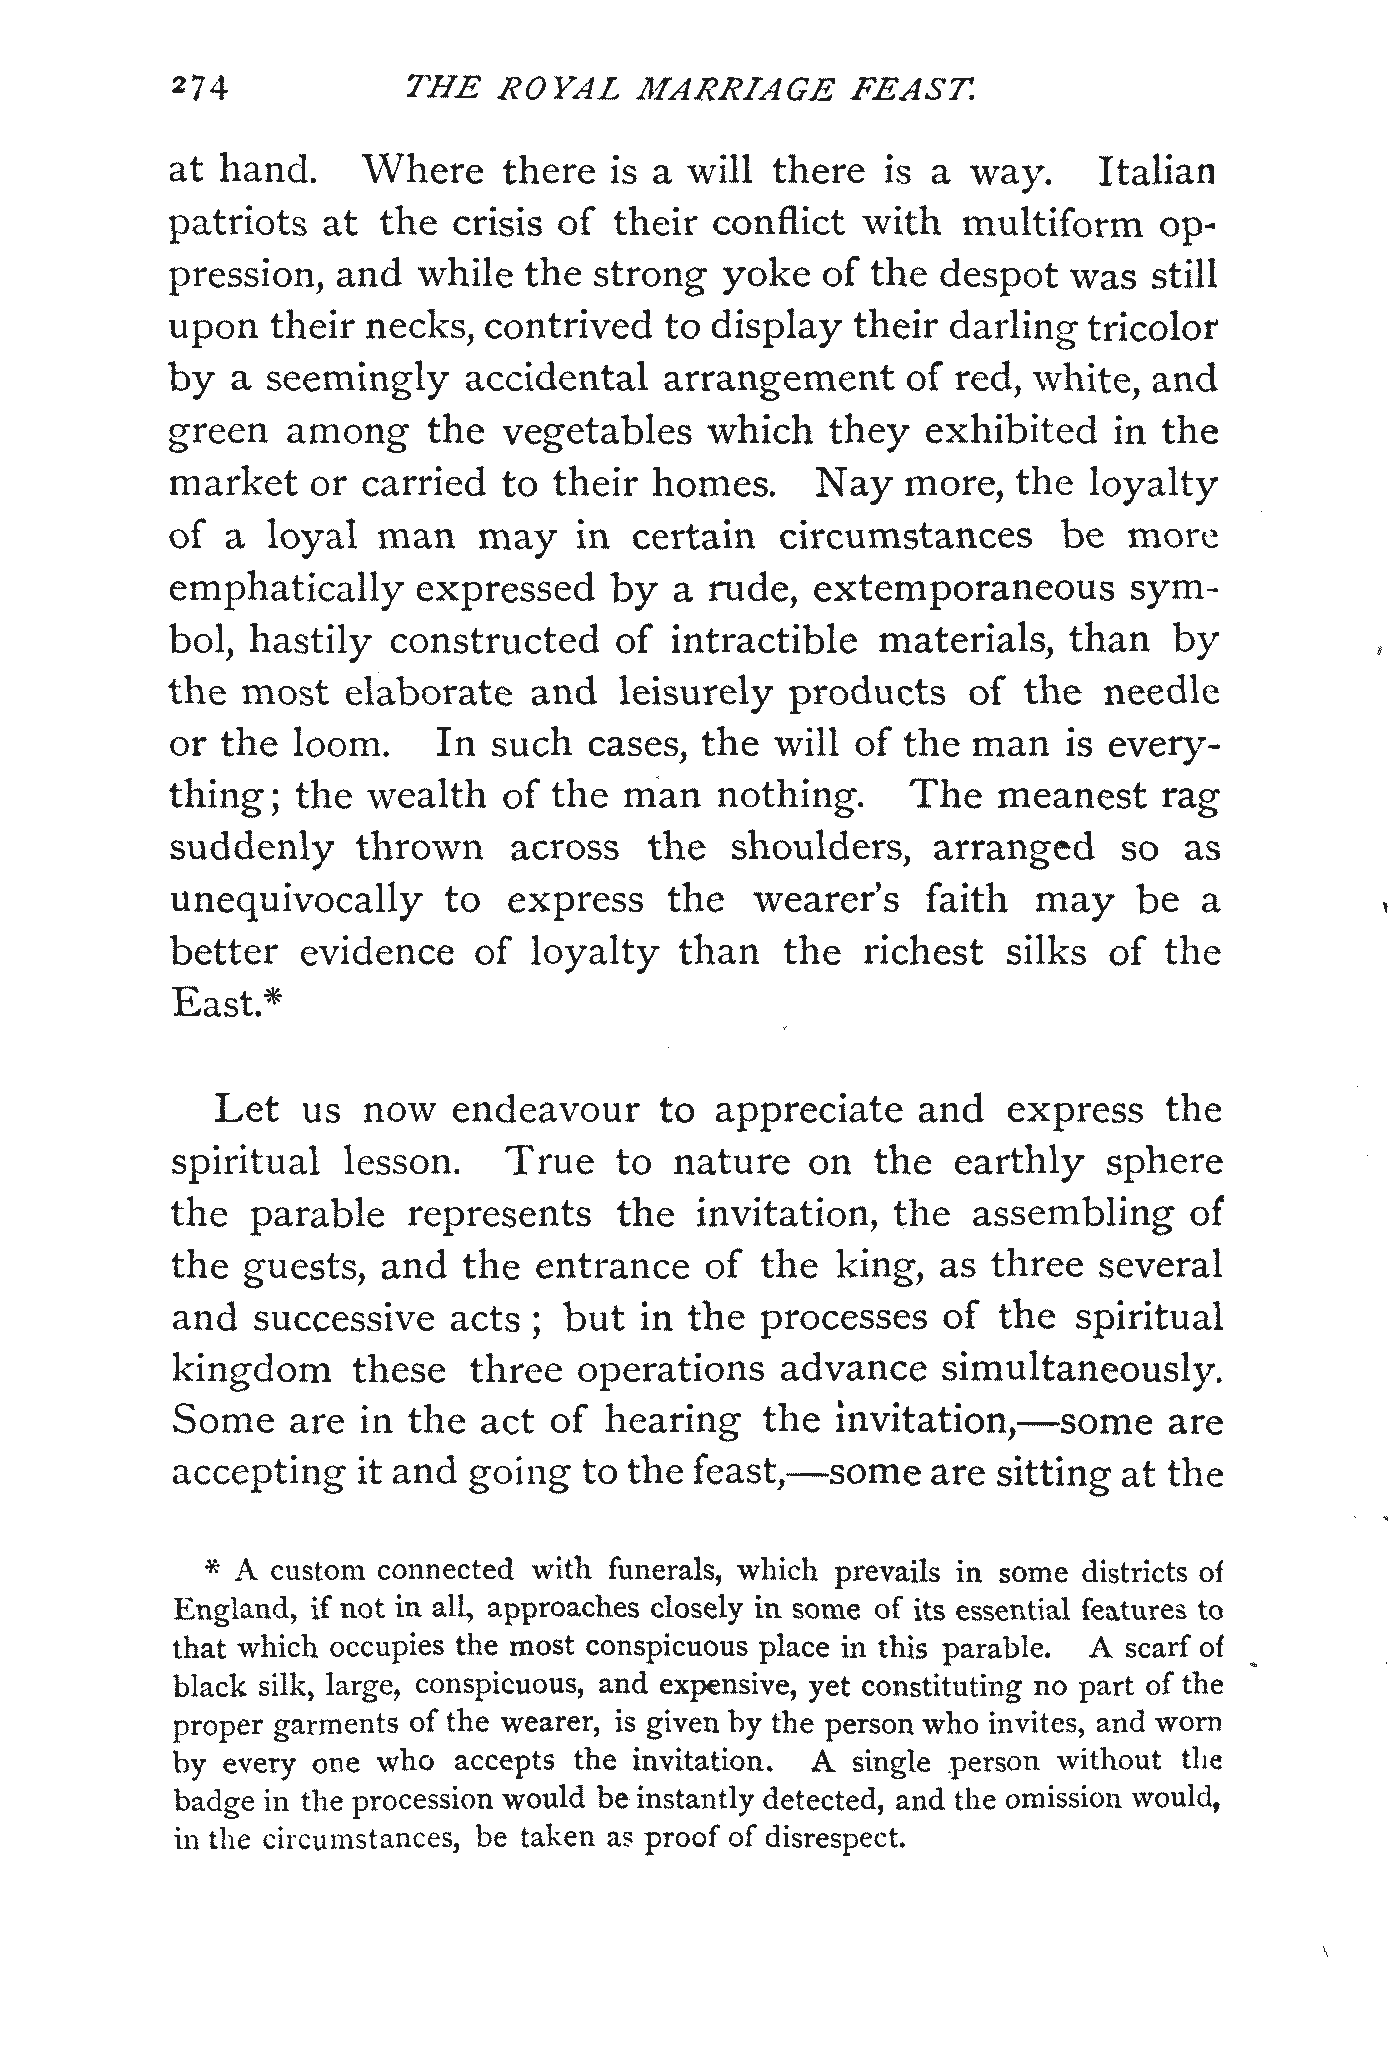 274 THE ROYAL MARRIAGE FEAST.
at hand. Where there is a will there is a way. Italian
patriots at the crisis of their conflict with multiform op-
pression, and while the strong yoke of the despot was still
upon their necks, contrived to display their darling tricolor
by a seemingly accidental arrangement of red, white, and
green among the vegetables which they exhibited in the
market or carried to their homes. Nay more, the loyalty
of a loyal man may in certain circumstances be more
emphatically expressed by a rude, extemporaneous sym-
bol, hastily constructed of intractible materials, than by
the most elaborate and leisurely products of the needle
or the loom. In such cases, the will of the man is every-
thing; the wealth of the man nothing. The meanest rag
suddenly thrown across the shoulders, arranged so as
unequivocally to express the wearer's faith may be a
better evidence of loyalty than the richest silks of the
East.*
Let us now endeavour to appreciate and express the
spiritual lesson. True to nature on the earthly sphere
the parable represents the invitation, the assembling of
the guests, and the entrance of the king, as three several
and successive acts ; but in the processes of the spiritual
kingdom these three operations advance simultaneously.
Some are in the act of hearing the invitation,—some are
accepting it and going to the feast,—some are sitting at the
* A custom connected with funerals, which prevails in some districts of
England, if not in all, approaches closely in some of its essential features to
that which occupies the most conspicuous place in this parable. A scarf of
black silk, large, conspicuous, and expensive, yet constituting no part of the
proper garments of the wearer, is given by the person who invites, and worn
by every one who accepts the invitation. A single person without the
badge in the procession would be instantly detected, and the omission would,
in the circumstances, be taken as proof of disrespect.